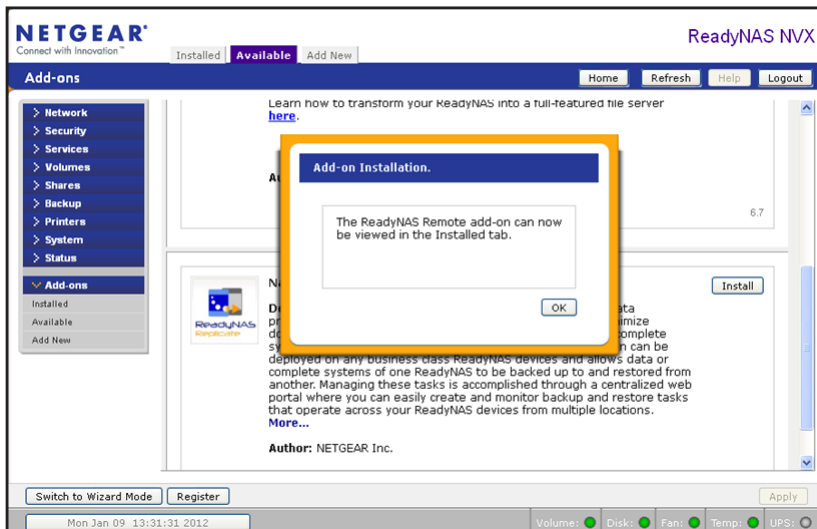 NETGEAR®
Connect with Innovation™
ReadyNAS NVX
Installed
Available
Add New
Add-ons
Home
Refresh
Help
Logout
Network
Security
Services
Volumes
Shares
Backup
Printers
System
Status
Add-ons
Installed
Available
Add New
Learn how to transform your ReadyNAS into a full-featured file server
here.
6.7
Add-on Installation.
The ReadyNAS Remote add-on can now
be viewed in the Installed tab.
OK
Install
ReadyNAS
Replicate
deployed on any business class ReadyNAS devices and allows data or
complete systems of one ReadyNAS to be backed up to and restored from
another. Managing these tasks is accomplished through a centralized web
portal where you can easily create and monitor backup and restore tasks
that operate across your ReadyNAS devices from multiple locations.
More...
Author: NETGEAR Inc.
Switch to Wizard Mode
Register
Apply
Mon Jan 09 13:31:31 2012
Volume:
Disk:
Fan:
Temp:
UPS: